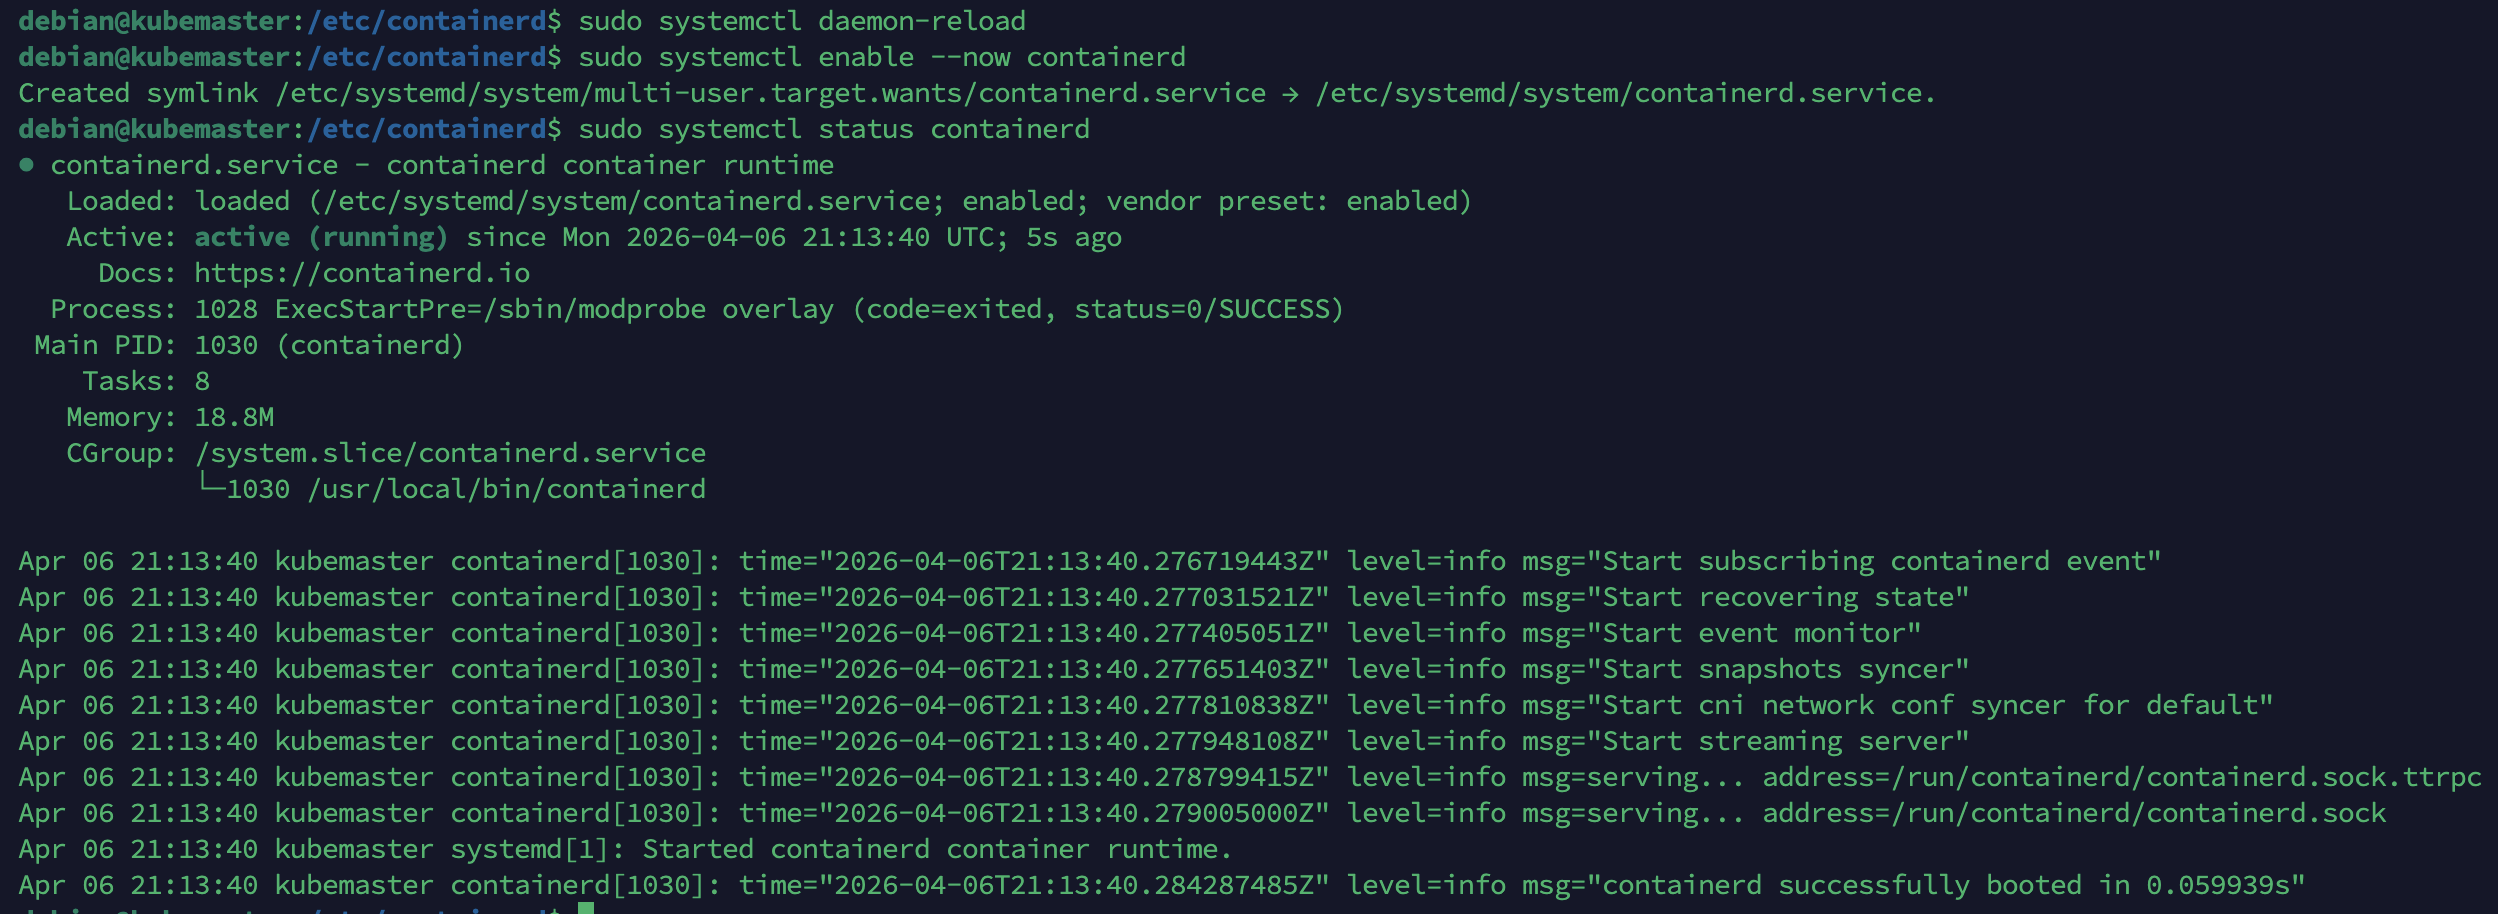 debian@kubemaster:/etc/containerd$ sudo systemctl daemon-reload
debian@kubemaster:/etc/containerd$ sudo systemctl enable --now containerd
Created symlink /etc/systemd/system/multi-user.target.wants/containerd.service → /etc/systemd/system/containerd.service.
debian@kubemaster:/etc/containerd$ sudo systemctl status containerd
● containerd.service - containerd container runtime
   Loaded: loaded (/etc/systemd/system/containerd.service; enabled; vendor preset: enabled)
   Active: active (running) since Mon 2026-04-06 21:13:40 UTC; 5s ago
     Docs: https://containerd.io
  Process: 1028 ExecStartPre=/sbin/modprobe overlay (code=exited, status=0/SUCCESS)
 Main PID: 1030 (containerd)
    Tasks: 8
   Memory: 18.8M
   CGroup: /system.slice/containerd.service
           └─1030 /usr/local/bin/containerd
Apr 06 21:13:40 kubemaster containerd[1030]: time="2026-04-06T21:13:40.276719443Z" level=info msg="Start subscribing containerd event"
Apr 06 21:13:40 kubemaster containerd[1030]: time="2026-04-06T21:13:40.277031521Z" level=info msg="Start recovering state"
Apr 06 21:13:40 kubemaster containerd[1030]: time="2026-04-06T21:13:40.277405051Z" level=info msg="Start event monitor"
Apr 06 21:13:40 kubemaster containerd[1030]: time="2026-04-06T21:13:40.277651403Z" level=info msg="Start snapshots syncer"
Apr 06 21:13:40 kubemaster containerd[1030]: time="2026-04-06T21:13:40.277810838Z" level=info msg="Start cni network conf syncer for default"
Apr 06 21:13:40 kubemaster containerd[1030]: time="2026-04-06T21:13:40.277948108Z" level=info msg="Start streaming server"
Apr 06 21:13:40 kubemaster containerd[1030]: time="2026-04-06T21:13:40.278799415Z" level=info msg=serving... address=/run/containerd/containerd.sock.ttrpc
Apr 06 21:13:40 kubemaster containerd[1030]: time="2026-04-06T21:13:40.279005000Z" level=info msg=serving... address=/run/containerd/containerd.sock
Apr 06 21:13:40 kubemaster systemd[1]: Started containerd container runtime.
Apr 06 21:13:40 kubemaster containerd[1030]: time="2026-04-06T21:13:40.284287485Z" level=info msg="containerd successfully booted in 0.059939s"